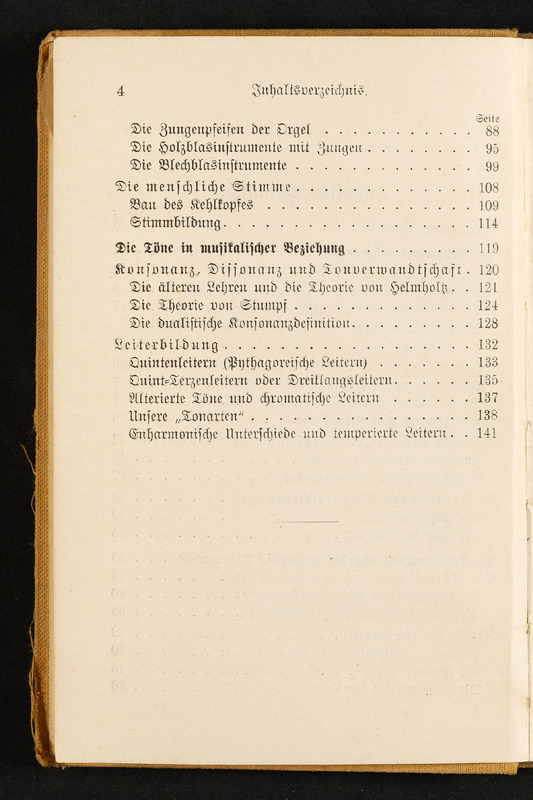 4 Inhaltsverzeichnis.
Seite
Die Zungenpfeifen der Orgel . . . . . . . . . . . 88
Die Holzblasinstrumente mit Zungen . . . . . . . . 95
Die Blechblasinstrumente . . . . . . . . . . . . . 99
Die menschliche Stimme . . . . . . . . . . . . . 108
Bau des Kehlkopfes . . . . . . . . . . . . . . . 109
Stimmbildung . . . . . . . . . . . . . . . . . . 114
Die Töne in musikalischer Beziehung . . . . . . . . . 119
Konsonanz, Dissonanz und Tonverwandtschaft . 120
Die älteren Lehren und die Theorie von Helmholtz . . 121
Die Theorie von Stumpf . . . . . . . . . . . . . 124
Die dualistische Konsonanzdefinition . . . . . . . . . 128
Leiterbildung . . . . . . . . . . . . . . . . . . 132
Quintenleitern (Pythagoreische Leitern) . . . . . . . 133
Quint-Terzenleitern oder Dreiklangsleitern . . . . . . 135
Alterierte Töne und chromatische Leitern . . . . . . 137
Unsere „Tonarten“ . . . . . . . . . . . . . . . . 138
Enharmonische Unterschiede und temperierte Leitern . . 141